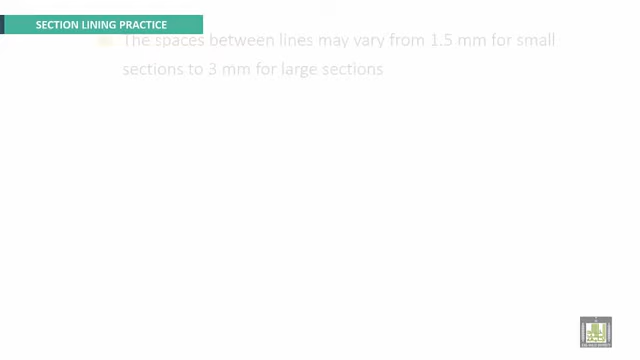 SECTION LINING PRACTICE
The spaces between lines may vary from 1.5 mm for small
sections to 3 mm for large sections